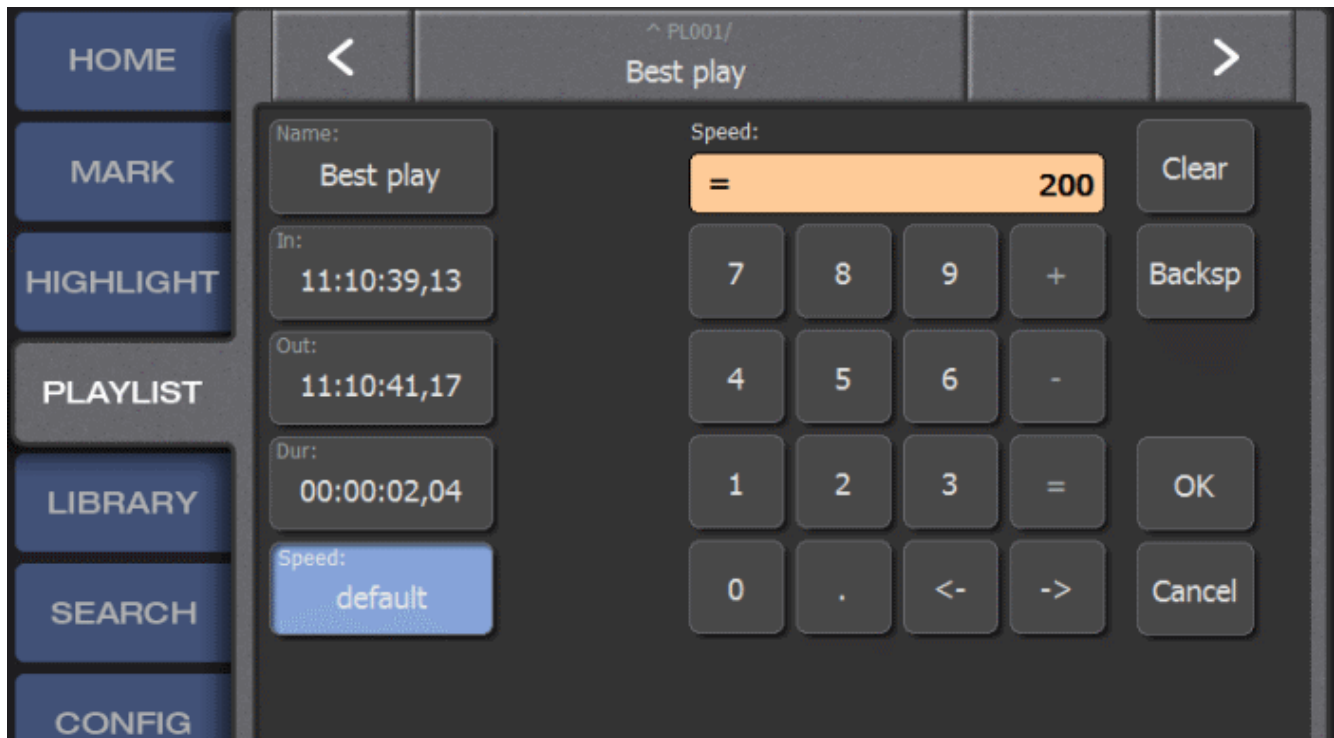 HOME
MARK
HIGHLIGHT
PLAYLIST
LIBRARY
SEARCH
CONFIG
<
^ PL001/
Best play
>
Name:
Best play
In:
11:10:39,13
Out:
11:10:41,17
Dur:
00:00:02,04
Speed:
default
Speed:
= 200
Clear
7 8 9 + Backsp
4 5 6 -
1 2 3 = OK
0 . <- -> Cancel